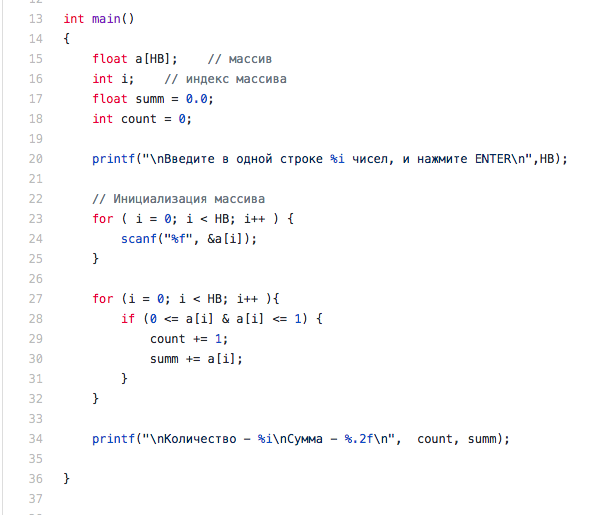 13 int main()
14 {
15     float a[HB];    // массив
16     int i;    // индекс массива
17     float summ = 0.0;
18     int count = 0;
19
20     printf("\nВведите в одной строке %i чисел, и нажмите ENTER\n",HB);
21
22     // Инициализация массива
23     for ( i = 0; i < HB; i++ ) {
24         scanf("%f", &a[i]);
25     }
26
27     for (i = 0; i < HB; i++ ){
28         if (0 <= a[i] & a[i] <= 1) {
29             count += 1;
30             summ += a[i];
31         }
32     }
33
34     printf("\nКоличество - %i\nСумма - %.2f\n",  count, summ);
35
36 }
37